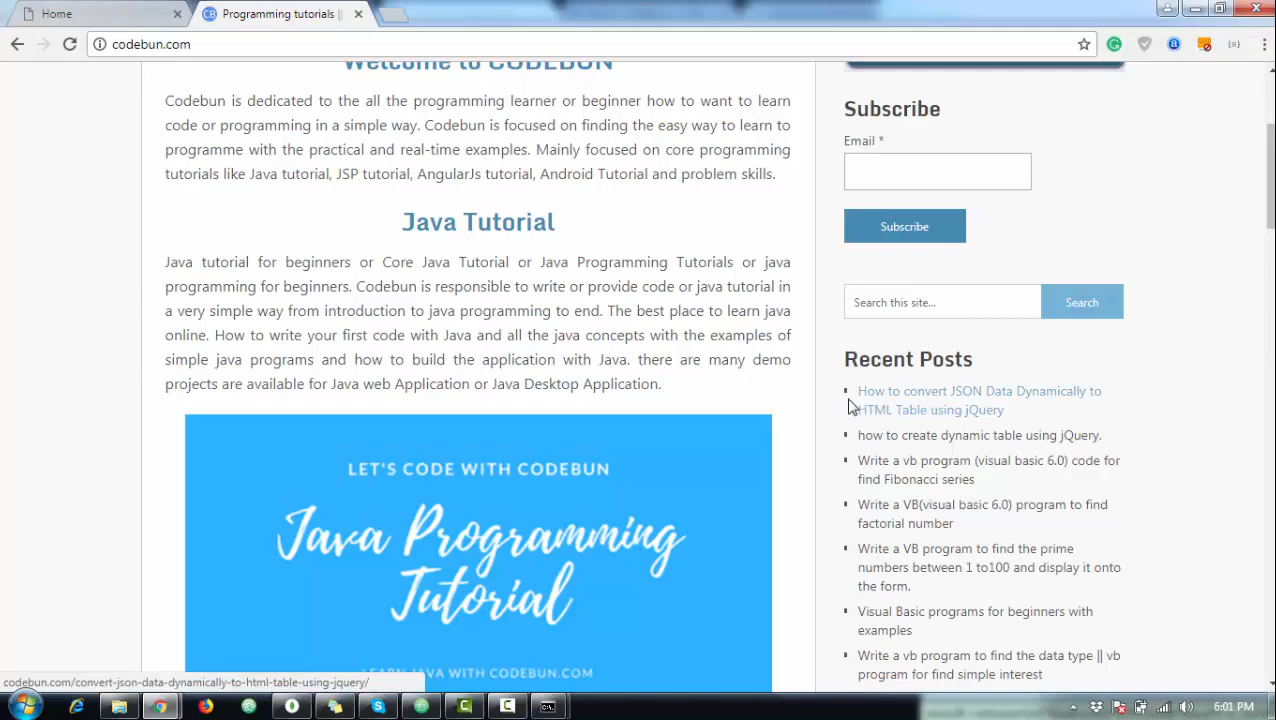 Home
Programming tutorials ||
codebun.com
Welcome to CODEBUN
Codebun is dedicated to the all the programming learner or beginner how to want to learn
code or programming in a simple way. Codebun is focused on finding the easy way to learn to
programme with the practical and real-time examples. Mainly focused on core programming
tutorials like Java tutorial, JSP tutorial, AngularJs tutorial, Android Tutorial and problem skills.
Java Tutorial
Java tutorial for beginners or Core Java Tutorial or Java Programming Tutorials or java
programming for beginners. Codebun is responsible to write or provide code or java tutorial in
a very simple way from introduction to java programming to end. The best place to learn java
online. How to write your first code with Java and all the java concepts with the examples of
simple java programs and how to build the application with Java. there are many demo
projects are available for Java web Application or Java Desktop Application.
LET'S CODE WITH CODEBUN
Java Programming
Tutorial
LEARN JAVA WITH CODEBUN.COM
Subscribe
Email *
Subscribe
Search this site...
Search
Recent Posts
How to convert JSON Data Dynamically to
HTML Table using jQuery
how to create dynamic table using jQuery.
Write a vb program (visual basic 6.0) code for
find Fibonacci series
Write a VB(visual basic 6.0) program to find
factorial number
Write a VB program to find the prime
numbers between 1 to100 and display it onto
the form.
Visual Basic programs for beginners with
examples
Write a vb program to find the data type || vb
program for find simple interest
codebun.com/convert-json-data-dynamically-to-html-table-using-jquery/
6:01 PM